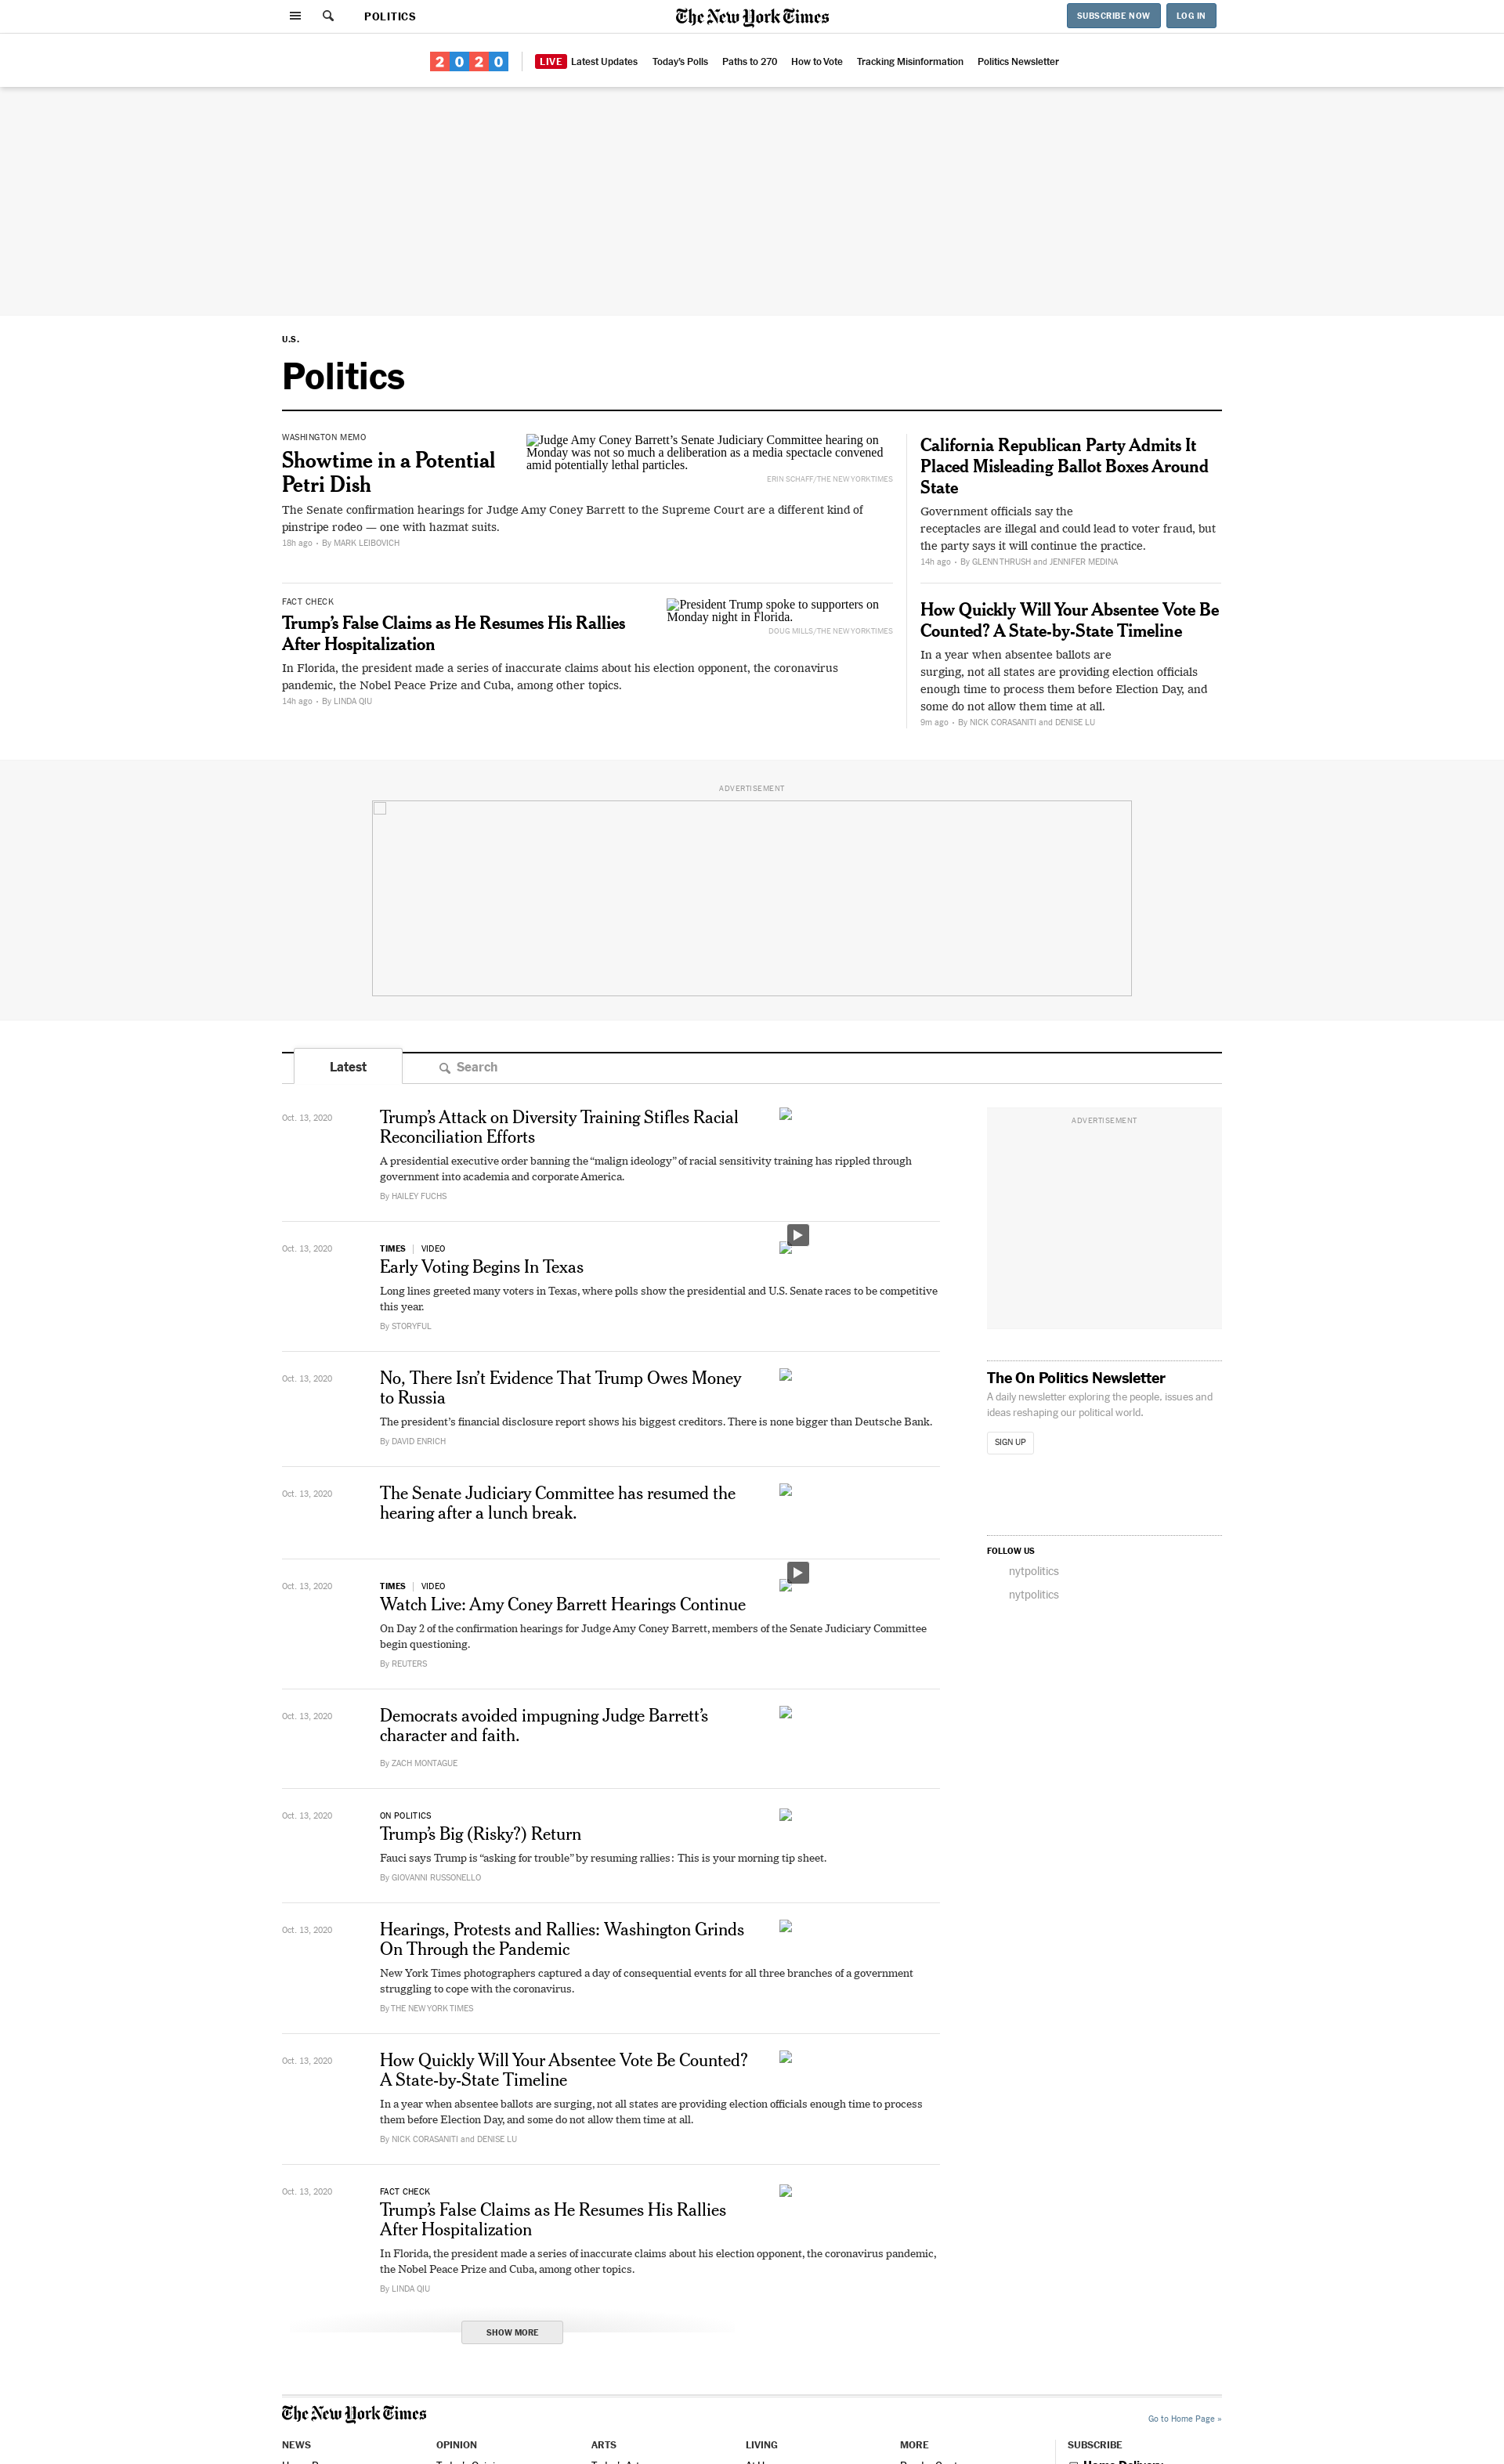 POLITICS
The New York Times
SUBSCRIBE NOW
LOG IN
2020
LIVE Latest Updates
Today's Polls
Paths to 270
How to Vote
Tracking Misinformation
Politics Newsletter
U.S.
Politics
WASHINGTON MEMO
Showtime in a Potential
Petri Dish
Judge Amy Coney Barrett’s Senate Judiciary Committee hearing on
Monday was not so much a deliberation as a media spectacle convened
amid potentially lethal particles.
ERIN SCHAFF/THE NEW YORK TIMES
The Senate confirmation hearings for Judge Amy Coney Barrett to the Supreme Court are a different kind of
pinstripe rodeo — one with hazmat suits.
18h ago • By MARK LEIBOVICH
FACT CHECK
Trump’s False Claims as He Resumes His Rallies
After Hospitalization
President Trump spoke to supporters on
Monday night in Florida.
DOUG MILLS/THE NEW YORK TIMES
In Florida, the president made a series of inaccurate claims about his election opponent, the coronavirus
pandemic, the Nobel Peace Prize and Cuba, among other topics.
14h ago • By LINDA QIU
California Republican Party Admits It
Placed Misleading Ballot Boxes Around
State
Government officials say the
receptacles are illegal and could lead to voter fraud, but
the party says it will continue the practice.
14h ago • By GLENN THRUSH and JENNIFER MEDINA
How Quickly Will Your Absentee Vote Be
Counted? A State-by-State Timeline
In a year when absentee ballots are
surging, not all states are providing election officials
enough time to process them before Election Day, and
some do not allow them time at all.
9m ago • By NICK CORASANITI and DENISE LU
ADVERTISEMENT
Latest
Search
Oct. 13, 2020
Trump’s Attack on Diversity Training Stifles Racial
Reconciliation Efforts
A presidential executive order banning the “malign ideology” of racial sensitivity training has rippled through
government into academia and corporate America.
By HAILEY FUCHS
Oct. 13, 2020
TIMES | VIDEO
Early Voting Begins In Texas
Long lines greeted many voters in Texas, where polls show the presidential and U.S. Senate races to be competitive
this year.
By STORYFUL
Oct. 13, 2020
No, There Isn’t Evidence That Trump Owes Money
to Russia
The president’s financial disclosure report shows his biggest creditors. There is none bigger than Deutsche Bank.
By DAVID ENRICH
Oct. 13, 2020
The Senate Judiciary Committee has resumed the
hearing after a lunch break.
Oct. 13, 2020
TIMES | VIDEO
Watch Live: Amy Coney Barrett Hearings Continue
On Day 2 of the confirmation hearings for Judge Amy Coney Barrett, members of the Senate Judiciary Committee
begin questioning.
By REUTERS
Oct. 13, 2020
Democrats avoided impugning Judge Barrett’s
character and faith.
By ZACH MONTAGUE
Oct. 13, 2020
ON POLITICS
Trump’s Big (Risky?) Return
Fauci says Trump is “asking for trouble” by resuming rallies: This is your morning tip sheet.
By GIOVANNI RUSSONELLO
Oct. 13, 2020
Hearings, Protests and Rallies: Washington Grinds
On Through the Pandemic
New York Times photographers captured a day of consequential events for all three branches of a government
struggling to cope with the coronavirus.
By THE NEW YORK TIMES
Oct. 13, 2020
How Quickly Will Your Absentee Vote Be Counted?
A State-by-State Timeline
In a year when absentee ballots are surging, not all states are providing election officials enough time to process
them before Election Day, and some do not allow them time at all.
By NICK CORASANITI and DENISE LU
Oct. 13, 2020
FACT CHECK
Trump’s False Claims as He Resumes His Rallies
After Hospitalization
In Florida, the president made a series of inaccurate claims about his election opponent, the coronavirus pandemic,
the Nobel Peace Prize and Cuba, among other topics.
By LINDA QIU
SHOW MORE
ADVERTISEMENT
The On Politics Newsletter
A daily newsletter exploring the people, issues and
ideas reshaping our political world.
SIGN UP
FOLLOW US
nytpolitics
nytpolitics
The New York Times
Go to Home Page »
NEWS
OPINION
ARTS
LIVING
MORE
SUBSCRIBE